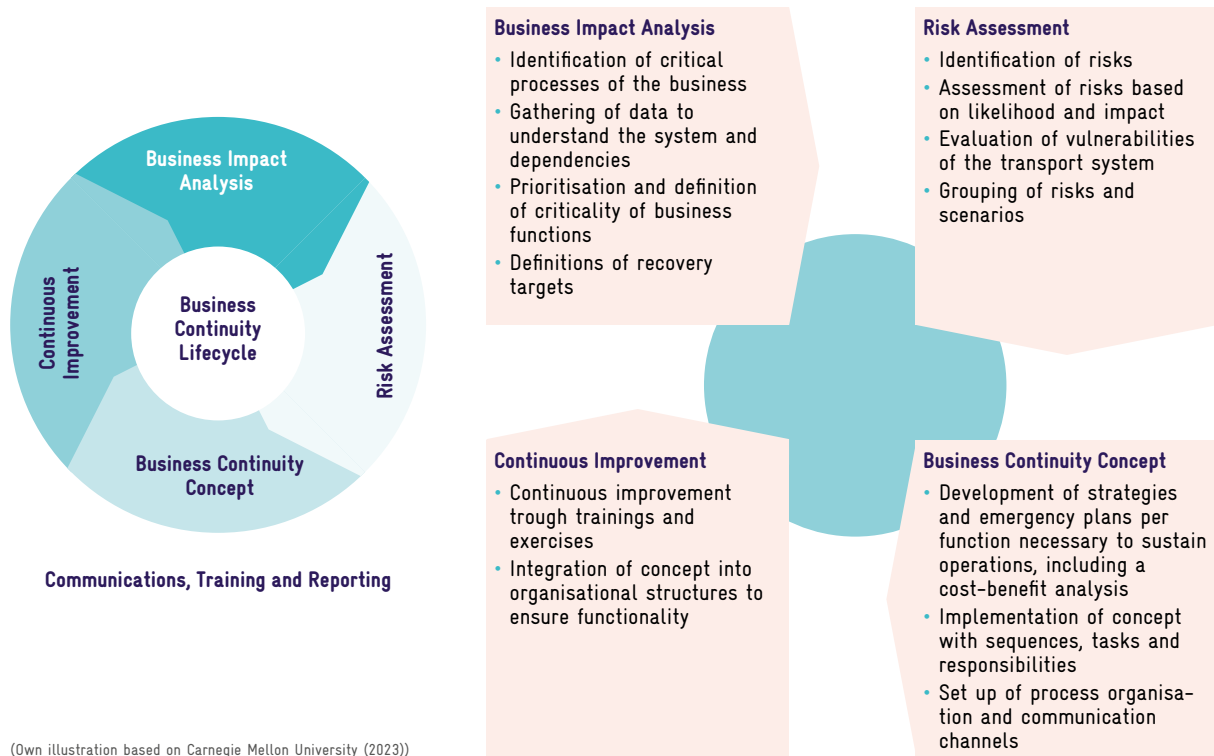 Business Impact
Analysis
Continuous
Improvement
Business
Continuity
Lifecycle
Risk Assessment
Business Continuity
Concept
Communications, Training and Reporting
(Own illustration based on Carnegie Mellon University (2023))
Business Impact Analysis
• Identification of critical
processes of the business
• Gathering of data to
understand the system and
dependencies
• Prioritisation and definition
of criticality of business
functions
• Definitions of recovery
targets
Risk Assessment
• Identification of risks
• Assessment of risks based
on likelihood and impact
• Evaluation of vulnerabilities
of the transport system
• Grouping of risks and
scenarios
Continuous Improvement
• Continuous improvement
trough trainings and
exercises
• Integration of concept into
organisational structures to
ensure functionality
Business Continuity Concept
• Development of strategies
and emergency plans per
function necessary to sustain
operations, including a
cost-benefit analysis
• Implementation of concept
with sequences, tasks and
responsibilities
• Set up of process organisa-
tion and communication
channels